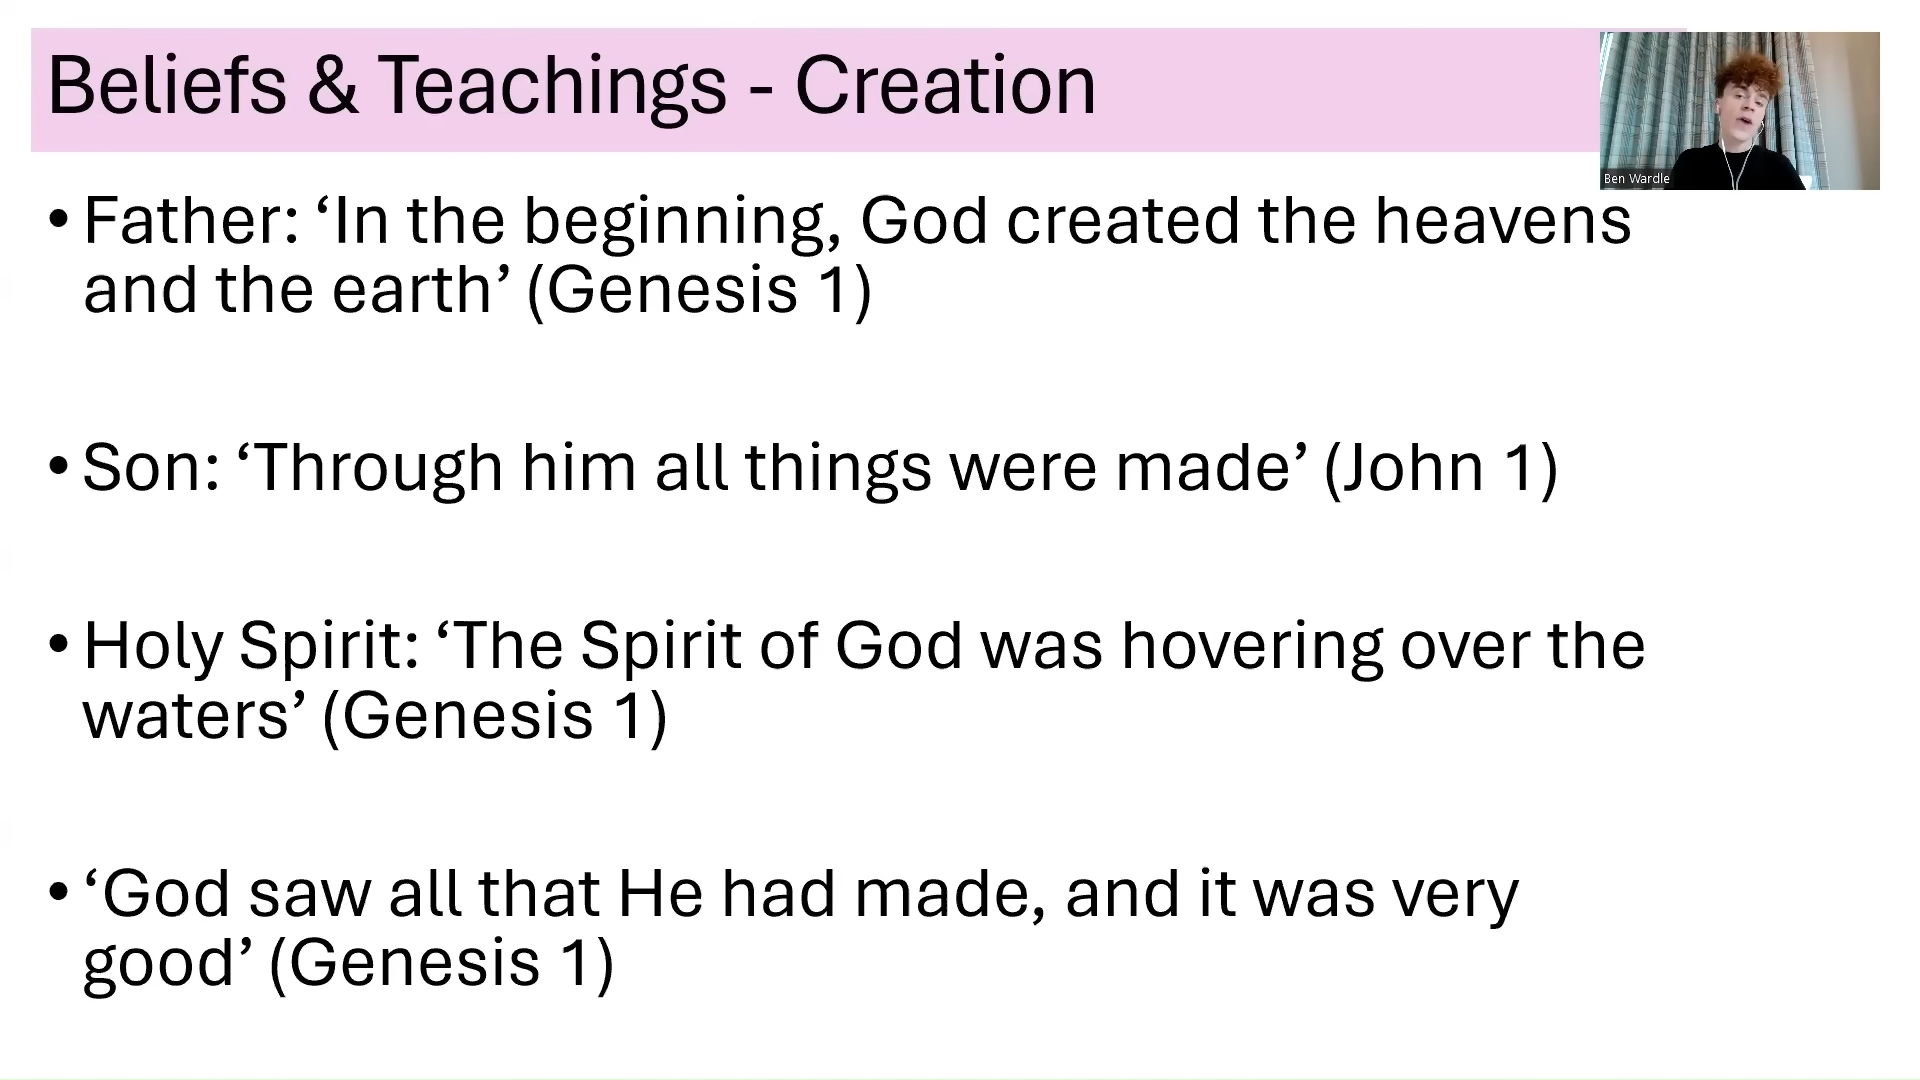 Beliefs & Teachings - Creation
Ben Wardle
• Father: ‘In the beginning, God created the heavens
and the earth’ (Genesis 1)
• Son: ‘Through him all things were made’ (John 1)
• Holy Spirit: ‘The Spirit of God was hovering over the
waters’ (Genesis 1)
• ‘God saw all that He had made, and it was very
good’ (Genesis 1)